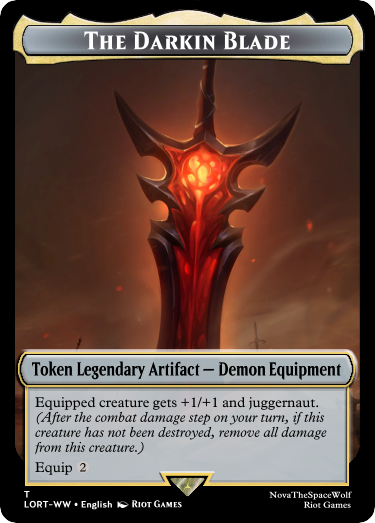 The Darkin Blade
Token Legendary Artifact — Demon Equipment
Equipped creature gets +1/+1 and juggernaut.
(After the combat damage step on your turn, if this
creature has not been destroyed, remove all damage
from this creature.)
Equip 2
T
LORT-WW • English Riot Games
NovaTheSpaceWolf
Riot Games